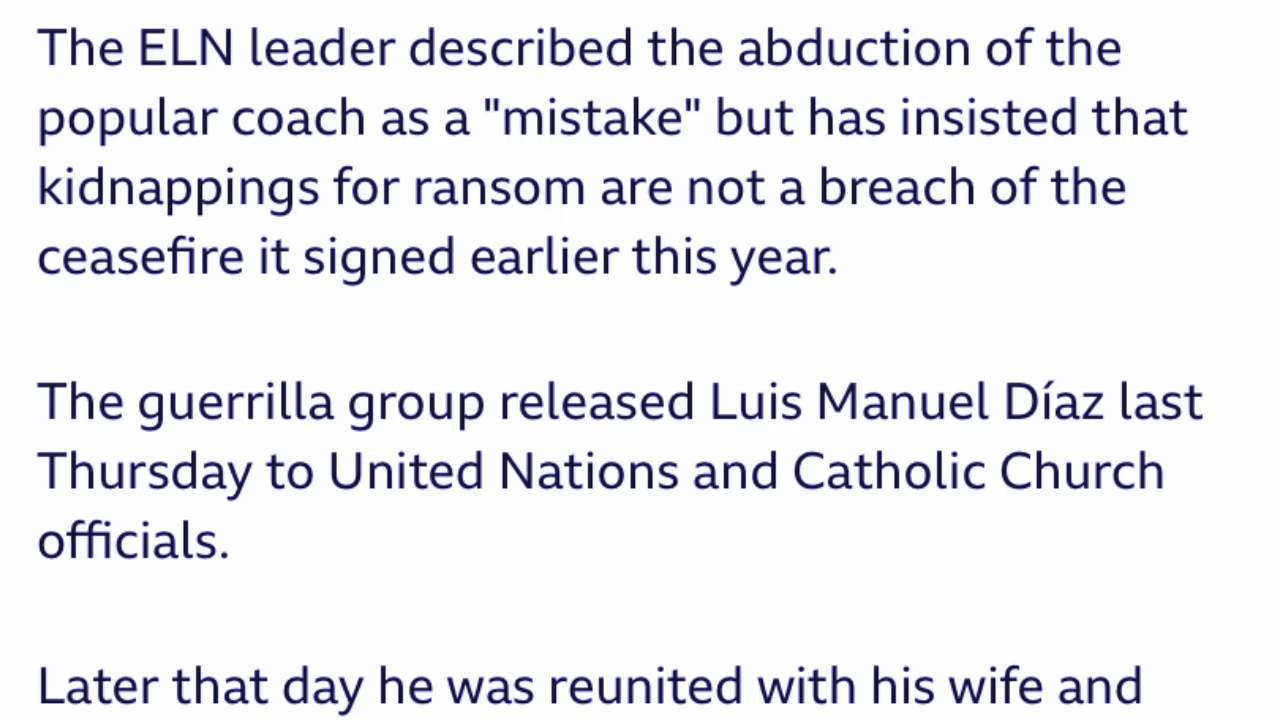 The ELN leader described the abduction of the
popular coach as a "mistake" but has insisted that
kidnappings for ransom are not a breach of the
ceasefire it signed earlier this year.
The guerrilla group released Luis Manuel Díaz last
Thursday to United Nations and Catholic Church
officials.
Later that day he was reunited with his wife and